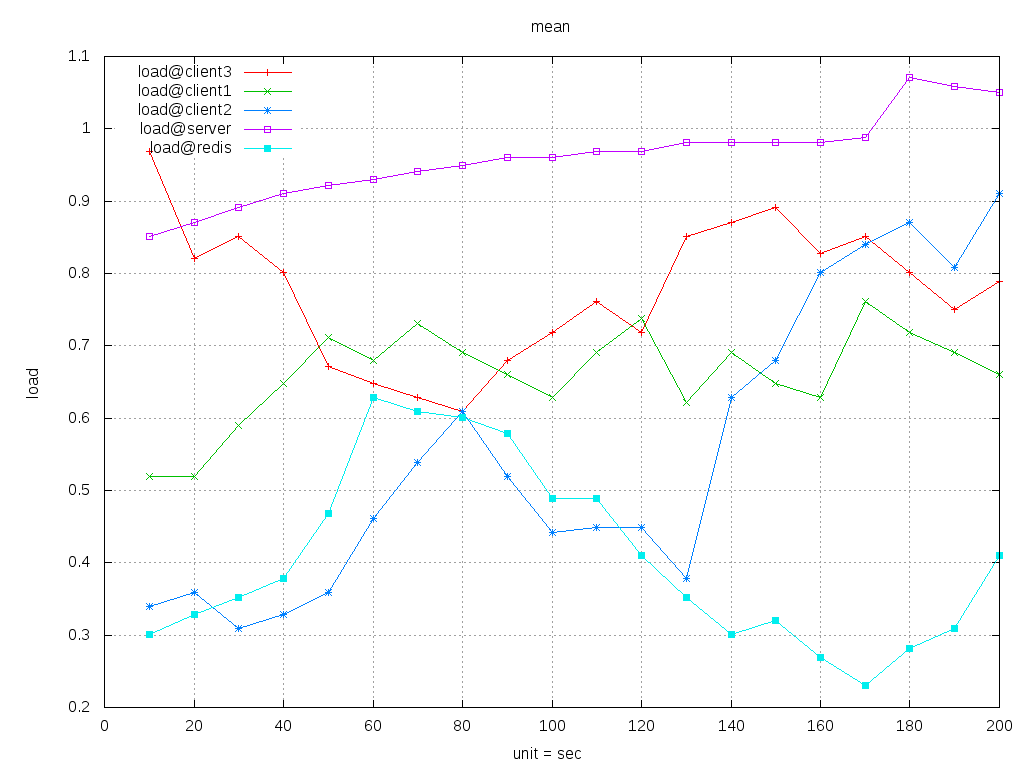 mean
1.1
1
0.9
0.8
0.7
0.6
0.5
0.4
0.3
0.2
load
load@client3
load@client1
load@client2
load@server
load@redis
0 20 40 60 80 100 120 140 160 180 200
unit = sec